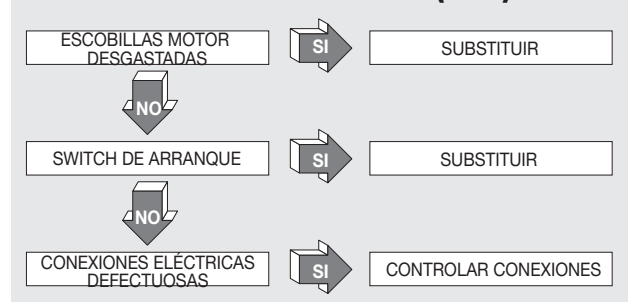 ESCOBILLAS MOTOR
DESGASTADAS
SI
SUBSTITUIR
NO
SWITCH DE ARRANQUE
SI
SUBSTITUIR
NO
CONEXIONES ELÉCTRICAS
DEFECTUOSAS
SI
CONTROLAR CONEXIONES